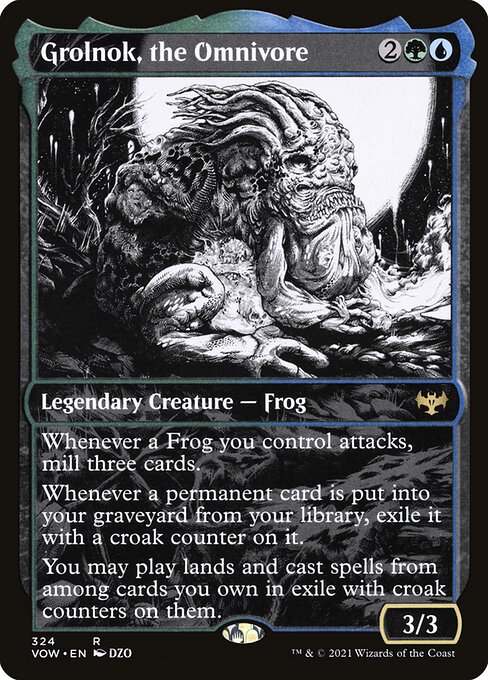 Grolnok, the Omnivore 2
Legendary Creature — Frog
Whenever a Frog you control attacks,
mill three cards.
Whenever a permanent card is put into
your graveyard from your library, exile it
with a croak counter on it.
You may play lands and cast spells from
among cards you own in exile with croak
counters on them.
3/3
324 R
VOW • EN DZO
™ & © 2021 Wizards of the Coast